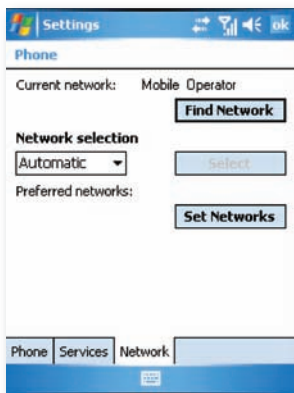 Settings
ok
Phone
Current network: Mobile Operator
Find Network
Network selection
Automatic
Select
Preferred networks:
Set Networks
Phone Services Network